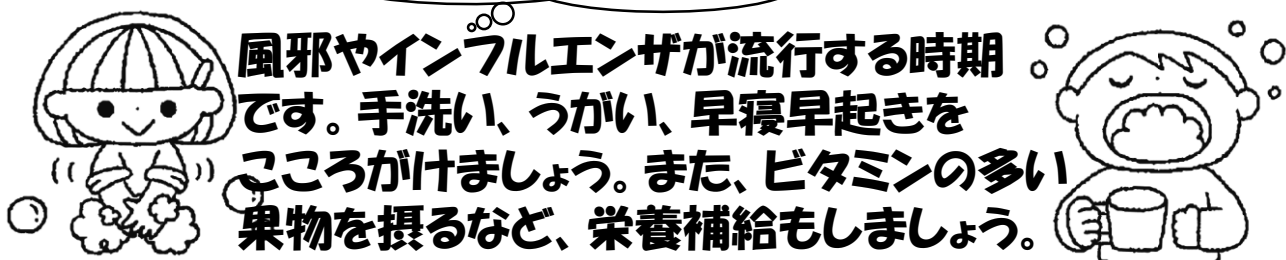 風邪やインフルエンザが流行する時期
です。手洗い、うがい、早寝早起きを
こころがけましょう。また、ビタミンの多い
果物を摂るなど、栄養補給もしましょう。